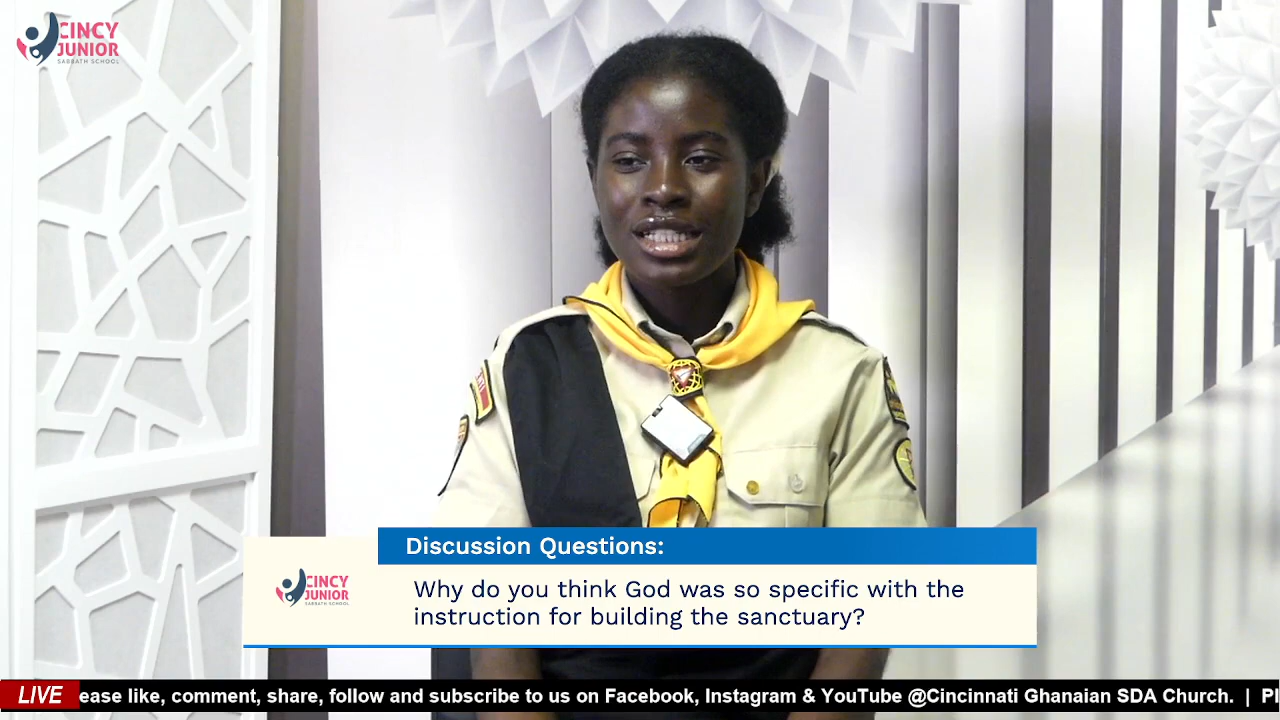 CINCY
JUNIOR
SABBATH SCHOOL
Discussion Questions:
CINCY
JUNIOR
SABBATH SCHOOL
Why do you think God was so specific with the
instruction for building the sanctuary?
LIVE
ease like, comment, share, follow and subscribe to us on Facebook, Instagram & YouTube @Cincinnati Ghanaian SDA Church. | Pl